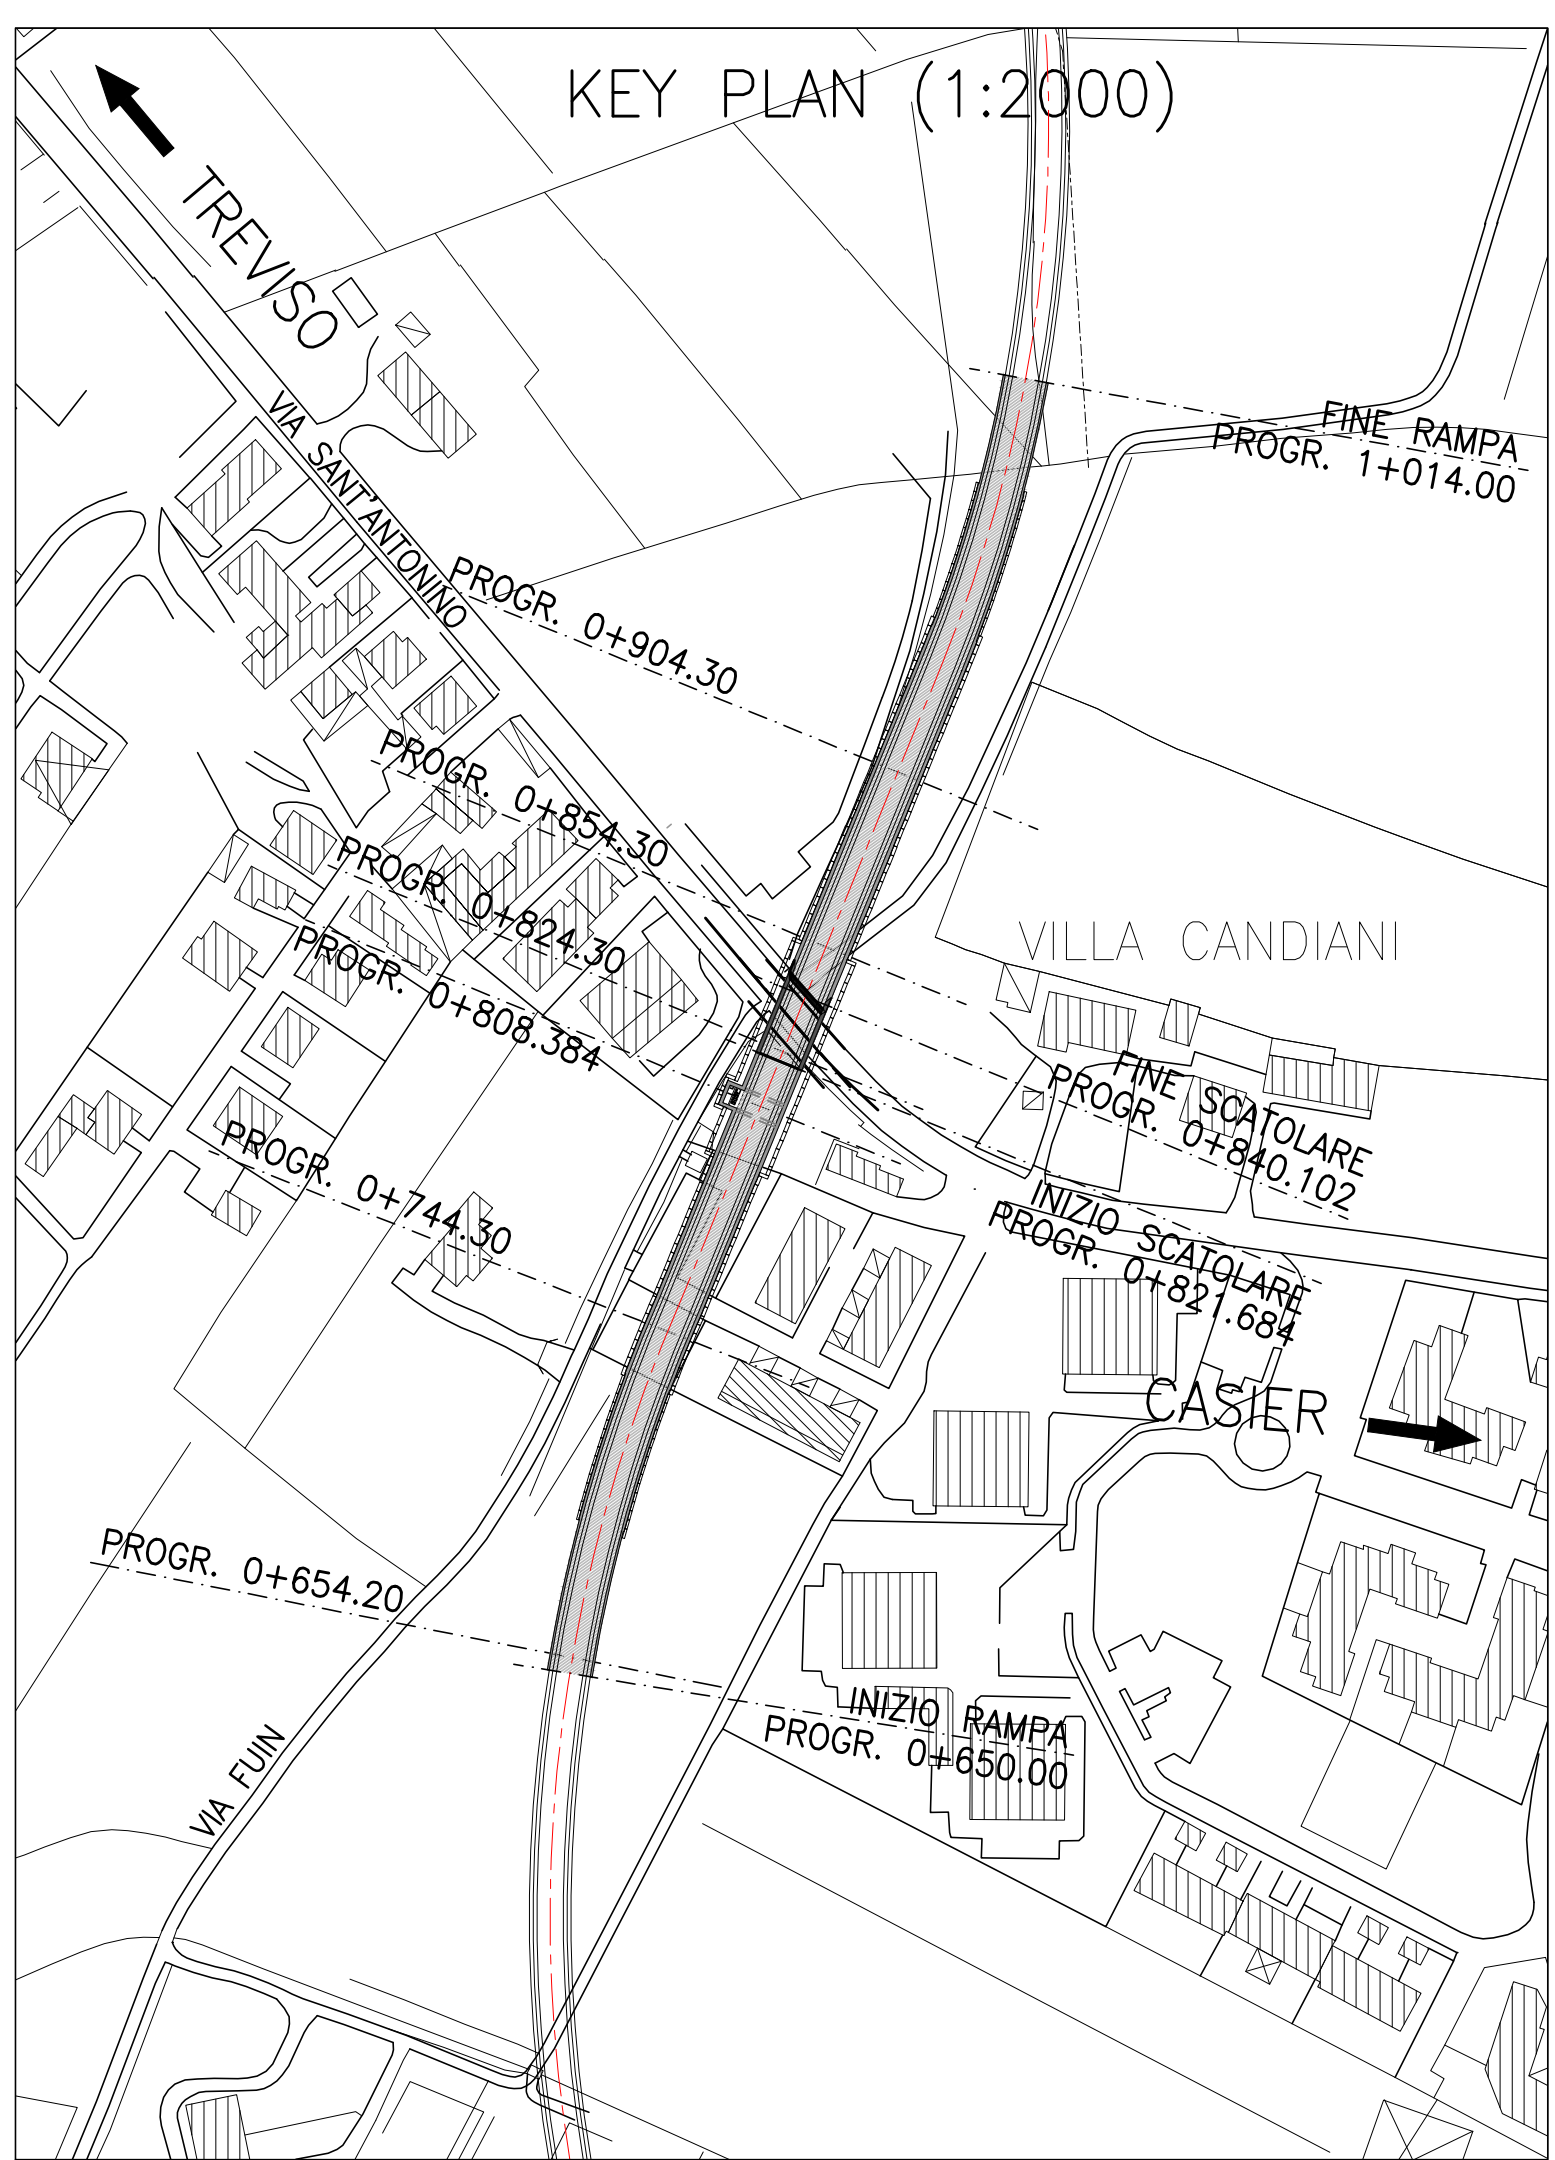 KEY PLAN (1:2000)
TREVISO
VIA SANT'ANTONINO
FINE RAMPA
PROGR. 1+014.00
PROGR. 0+904.30
PROGR. 0+854.30
PROGR. 0+824.30
PROGR. 0+808.384
VILLA CANDIANI
FINE SCATOLARE
PROGR. 0+840.102
PROGR. 0+744.30
INIZIO SCATOLARE
PROGR. 0+821.684
CASIER
PROGR. 0+654.20
INIZIO RAMPA
PROGR. 0+650.00
VIA FUIN